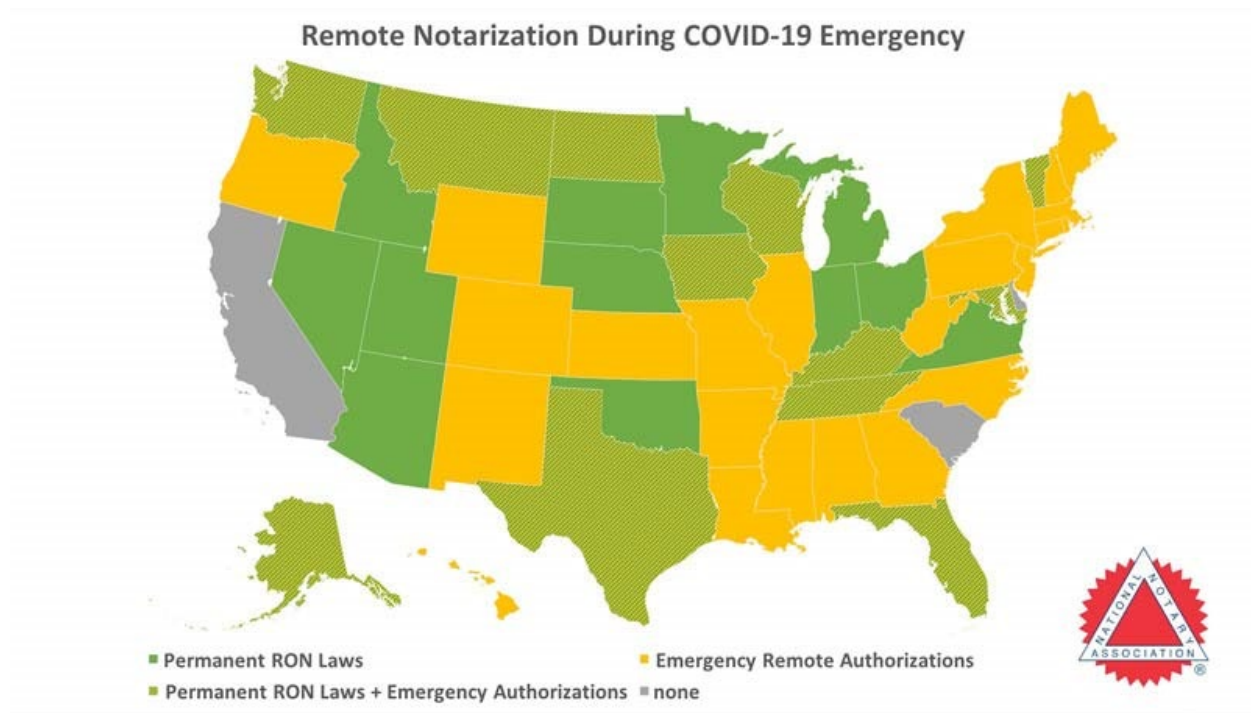 Remote Notarization During COVID-19 Emergency
NATIONAL NOTARY ASSOCIATION ®
Permanent RON Laws
Emergency Remote Authorizations
Permanent RON Laws + Emergency Authorizations
none